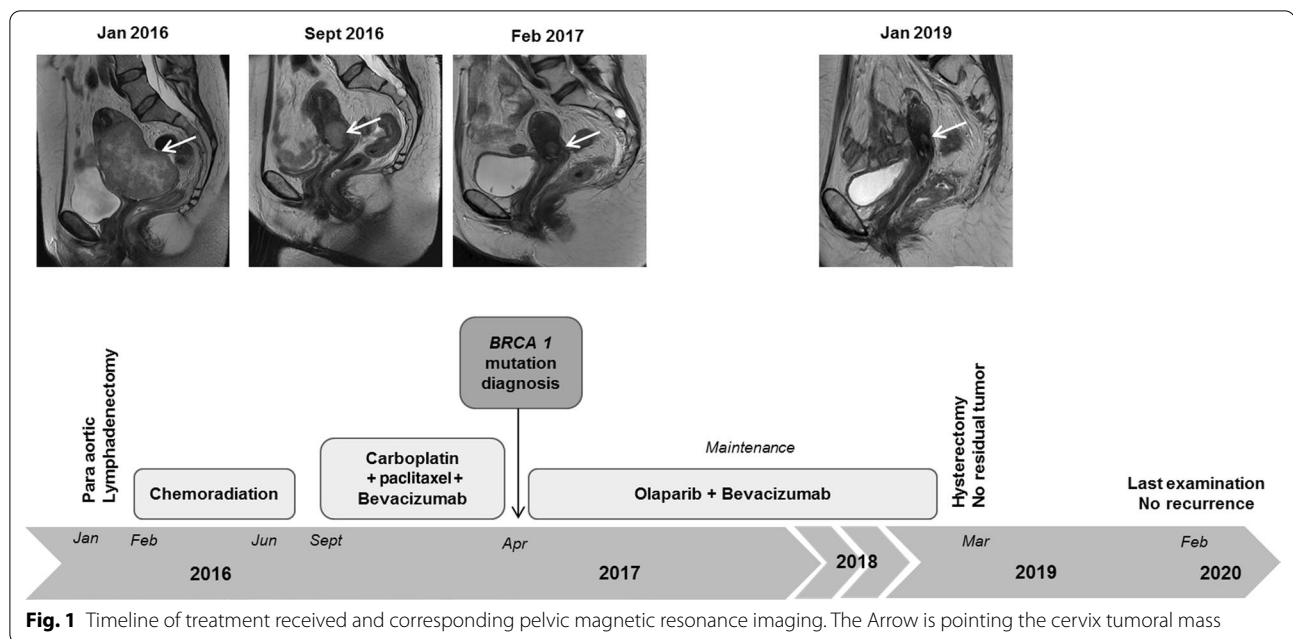 Jan 2016
Sept 2016
Feb 2017
Jan 2019
Para aortic
Lymphadenectomy
Chemoradiation
Carboplatin
+ paclitaxel +
Bevacizumab
BRCA 1
mutation
diagnosis
Maintenance
Olaparib + Bevacizumab
Hysterectomy
No residual tumor
Last examination
No recurrence
Jan
Feb
Jun
Sept
Apr
Mar
Feb
2016
2017
2018
2019
2020
Fig. 1 Timeline of treatment received and corresponding pelvic magnetic resonance imaging. The Arrow is pointing the cervix tumoral mass